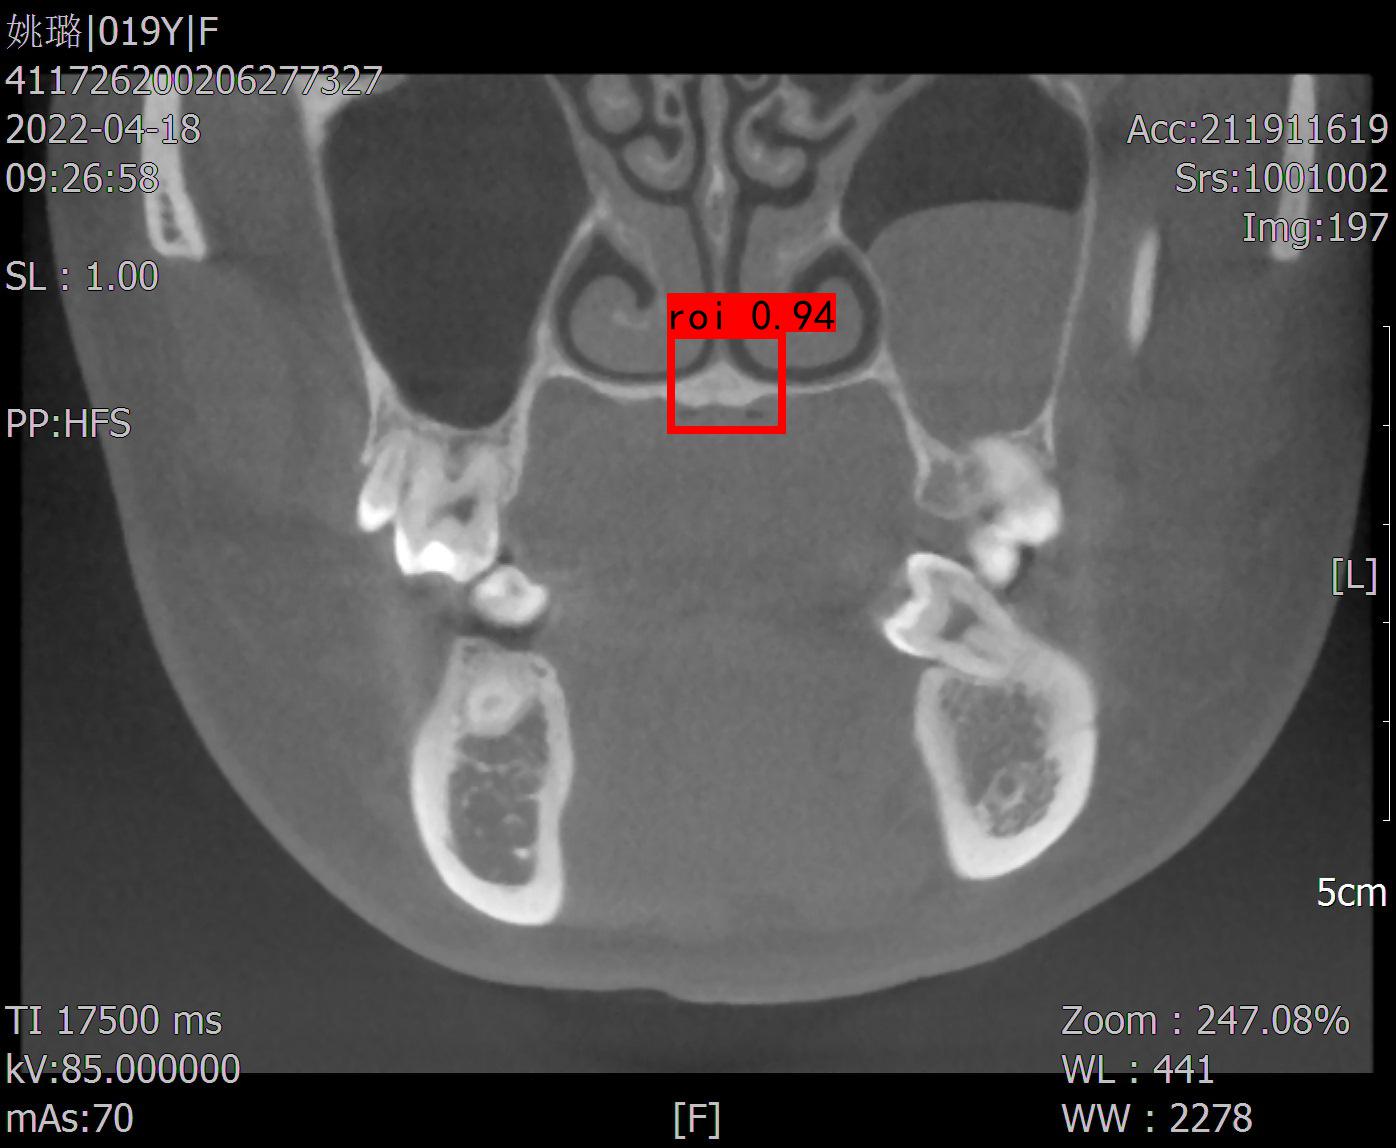 姚璐|019Y|F
411726200206277327
2022-04-18
09:26:58
SL : 1.00
PP:HFS
Acc:211911619
Srs:1001002
Img:197
roi 0.94
[L]
5cm
TI 17500 ms
kV:85.000000
mAs:70
[F]
Zoom : 247.08%
WL : 441
WW : 2278